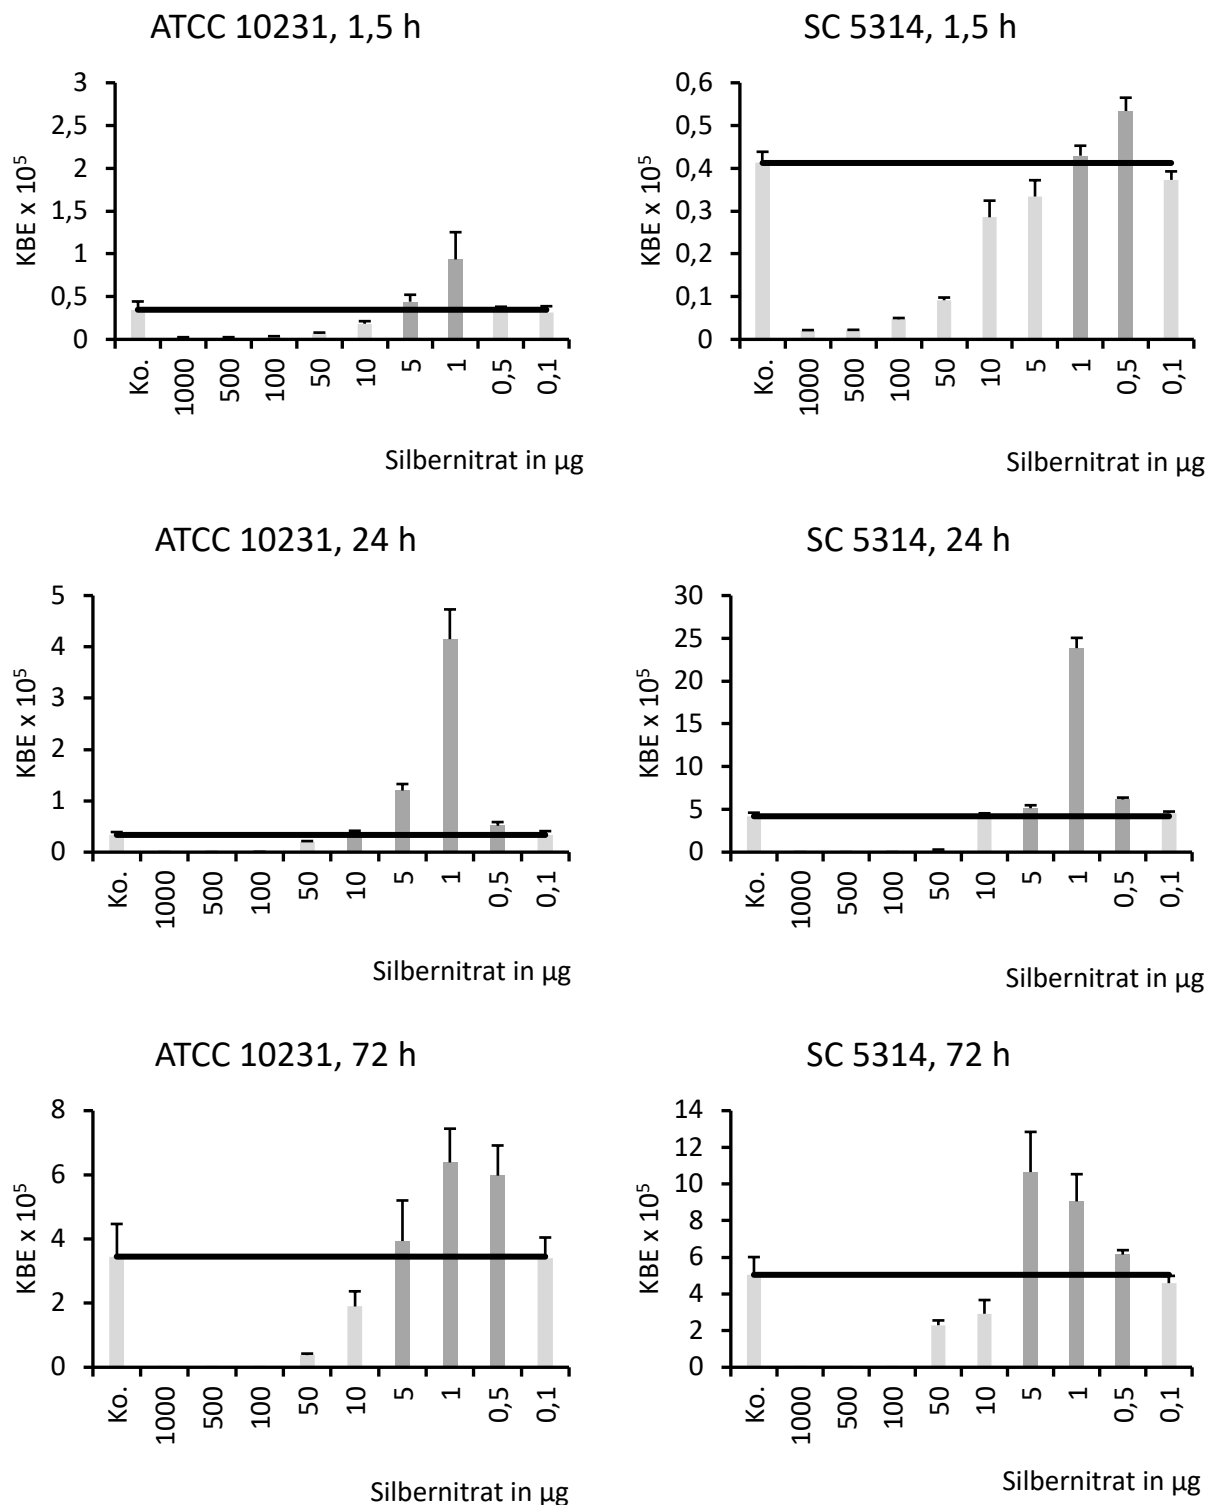 ATCC 10231, 1,5 h
KBE x 10⁵
3
2,5
2
1,5
1
0,5
0
Ko. 1000 500 100 50 10 5 1 0,5 0,1
Silbernitrat in µg
SC 5314, 1,5 h
KBE x 10⁵
0,6
0,5
0,4
0,3
0,2
0,1
0
Ko. 1000 500 100 50 10 5 1 0,5 0,1
Silbernitrat in µg
ATCC 10231, 24 h
KBE x 10⁵
5
4
3
2
1
0
Ko. 1000 500 100 50 10 5 1 0,5 0,1
Silbernitrat in µg
SC 5314, 24 h
KBE x 10⁵
30
25
20
15
10
5
0
Ko. 1000 500 100 50 10 5 1 0,5 0,1
Silbernitrat in µg
ATCC 10231, 72 h
KBE x 10⁵
8
6
4
2
0
Ko. 1000 500 100 50 10 5 1 0,5 0,1
Silbernitrat in µg
SC 5314, 72 h
KBE x 10⁵
14
12
10
8
6
4
2
0
Ko. 1000 500 100 50 10 5 1 0,5 0,1
Silbernitrat in µg